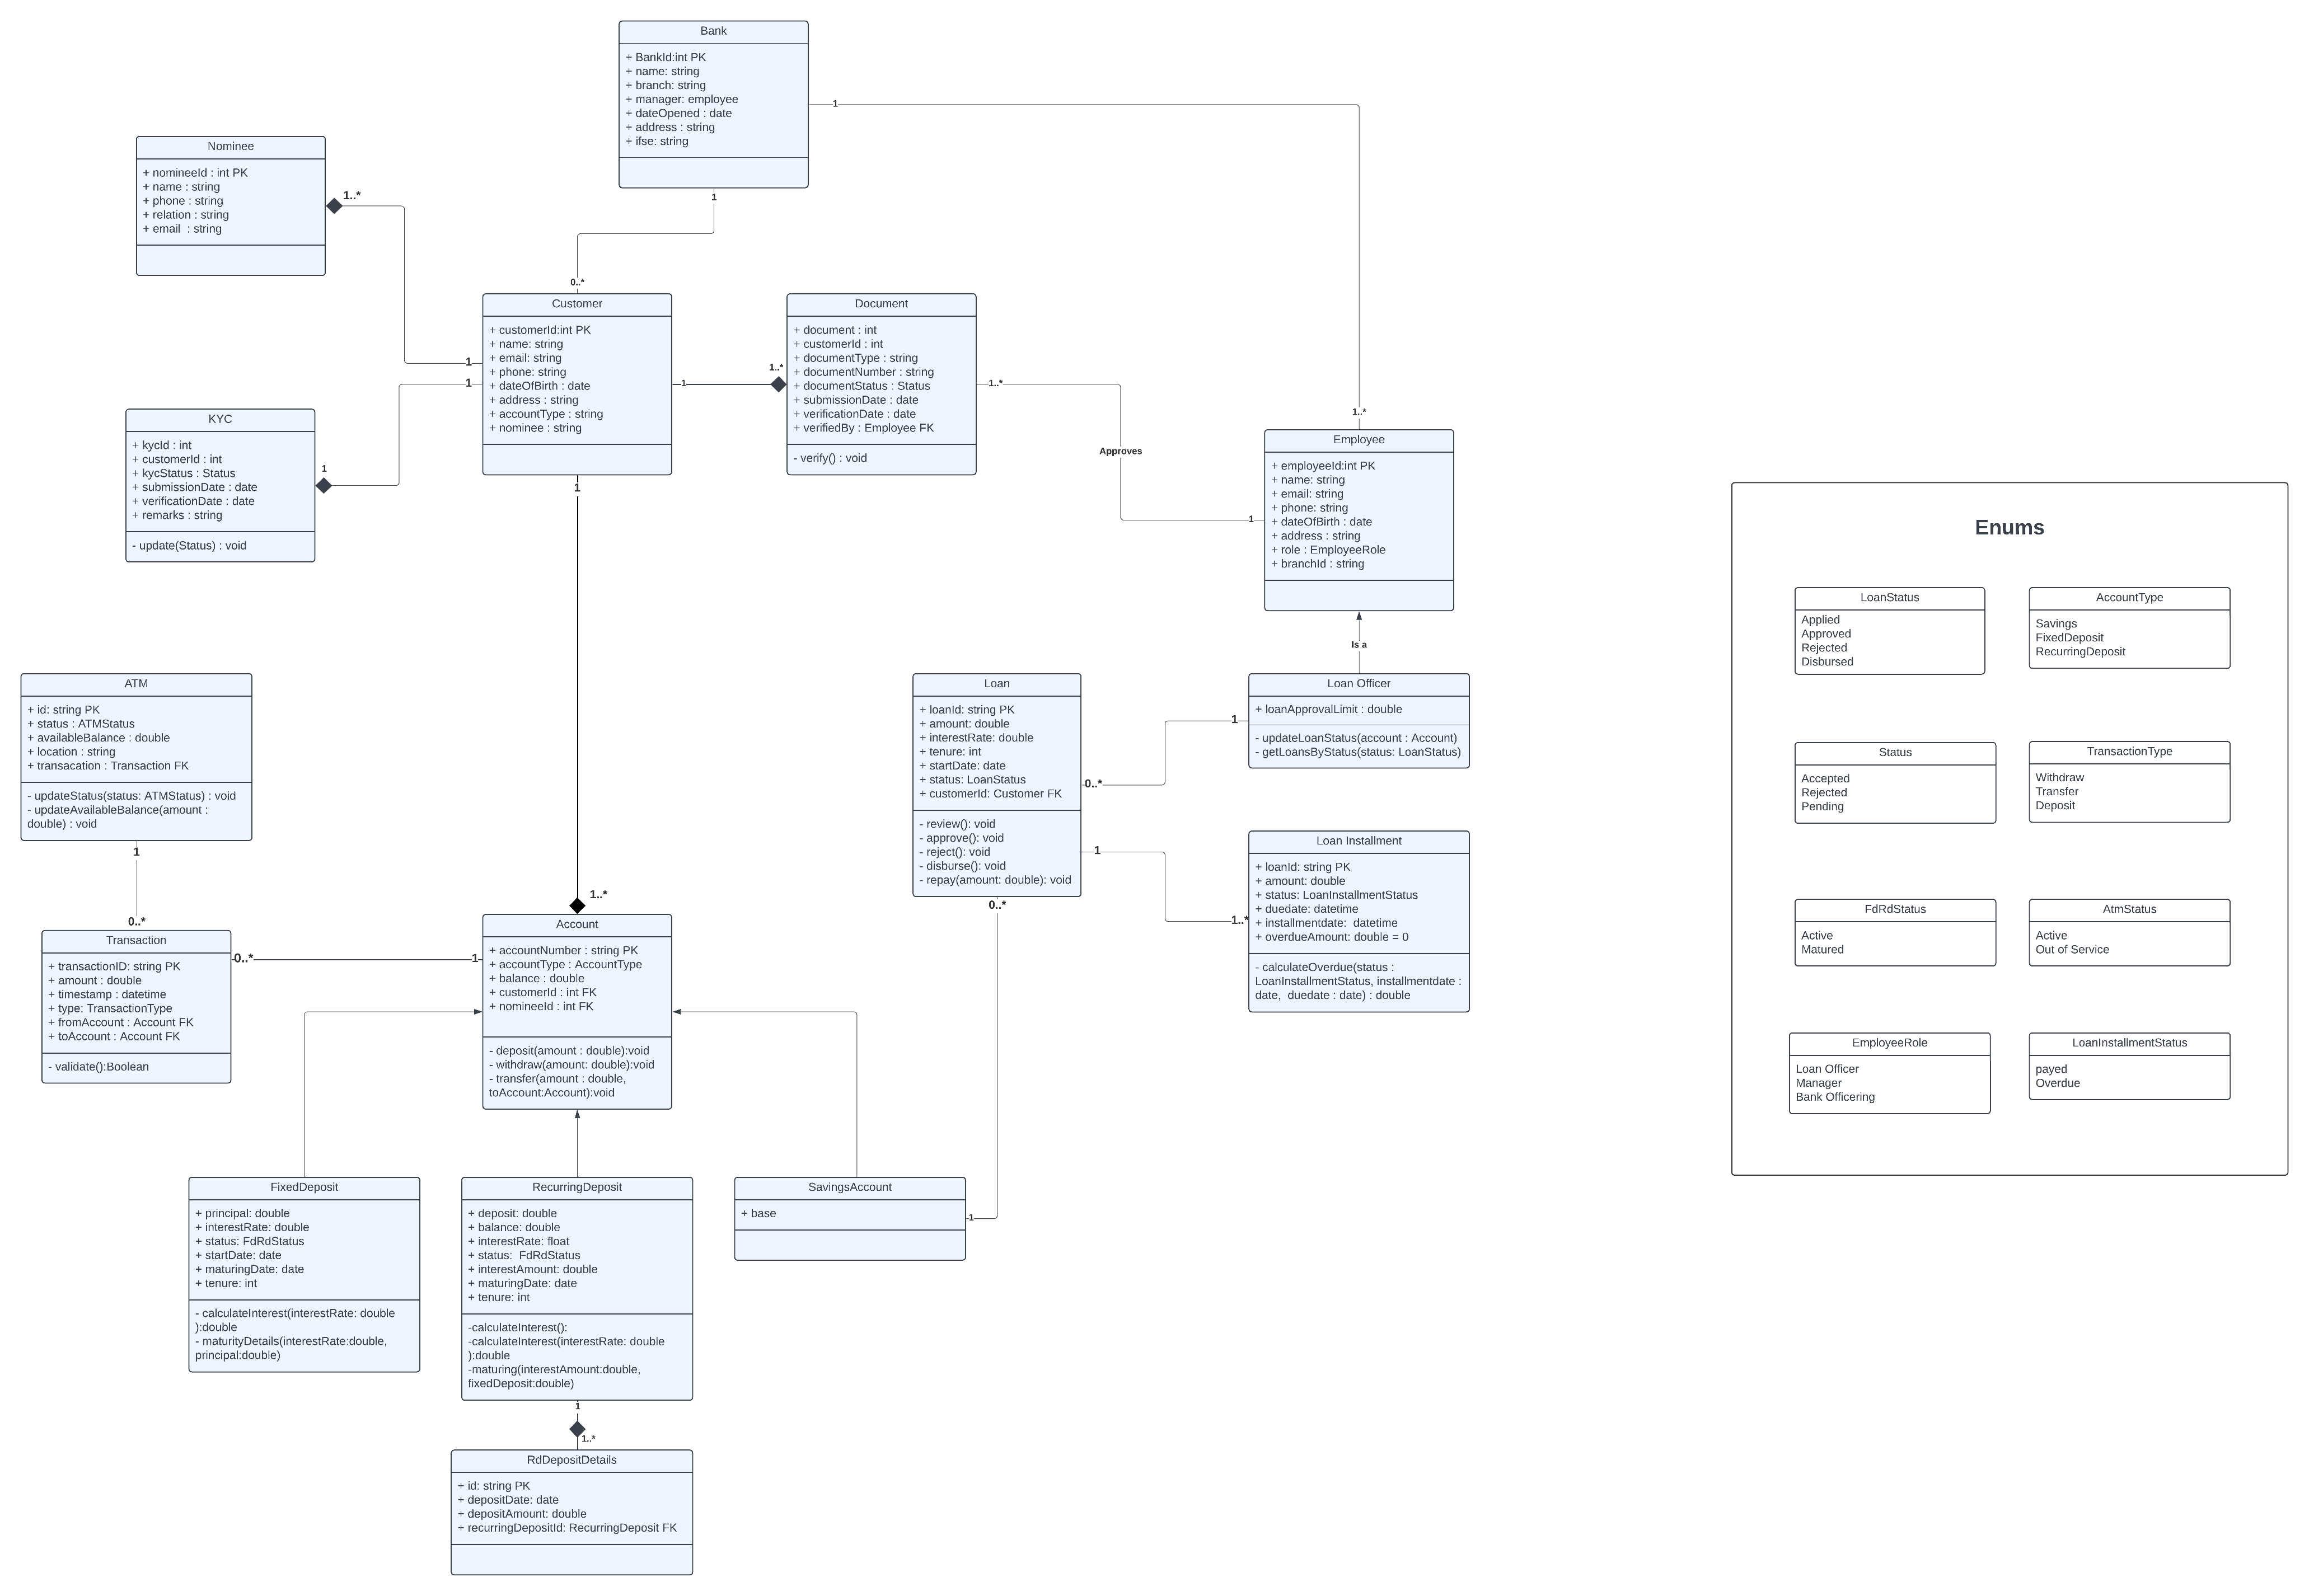 Bank
+ BankId:int PK
+ name: string
+ branch: string
+ manager: employee
+ dateOpened : date
+ address : string
+ ifse: string
1
1
1..*
0..*
Nominee
+ nomineeId : int PK
+ name : string
+ phone : string
+ relation : string
+ email  : string
1..*
1
Customer
+ customerId:int PK
+ name: string
+ email: string
+ phone: string
+ dateOfBirth : date
+ address : string
+ accountType : string
+ nominee : string
1
1
1..*
Document
+ document : int
+ customerId : int
+ documentType : string
+ documentNumber : string
+ documentStatus : Status
+ submissionDate : date
+ verificationDate : date
+ verifiedBy : Employee FK
- verify() : void
1..*
Approves
1
KYC
+ kycId : int
+ customerId : int
+ kycStatus : Status
+ submissionDate : date
+ verificationDate : date
+ remarks : string
- update(Status) : void
1
1
1..*
Employee
+ employeeId:int PK
+ name: string
+ email: string
+ phone: string
+ dateOfBirth : date
+ address : string
+ role : EmployeeRole
+ branchId : string
Is a
ATM
+ id: string PK
+ status : ATMStatus
+ availableBalance : double
+ location : string
+ transacation : Transaction FK
- updateStatus(status: ATMStatus) : void
- updateAvailableBalance(amount :
double) : void
1
0..*
Transaction
+ transactionID: string PK
+ amount : double
+ timestamp : datetime
+ type: TransactionType
+ fromAccount : Account FK
+ toAccount : Account FK
- validate():Boolean
0..*
1
Account
+ accountNumber : string PK
+ accountType : AccountType
+ balance : double
+ customerId : int FK
+ nomineeId : int FK
- deposit(amount : double):void
- withdraw(amount: double):void
- transfer(amount : double,
toAccount:Account):void
Loan
+ loanId: string PK
+ amount: double
+ interestRate: double
+ tenure: int
+ startDate: date
+ status: LoanStatus
+ customerId: Customer FK
- review(): void
- approve(): void
- reject(): void
- disburse(): void
- repay(amount: double): void
0..*
1
1
1..*
0..*
Loan Officer
+ loanApprovalLimit : double
- updateLoanStatus(account : Account)
- getLoansByStatus(status: LoanStatus)
Loan Installment
+ loanId: string PK
+ amount: double
+ status: LoanInstallmentStatus
+ duedate: datetime
+ installmentdate:  datetime
+ overdueAmount: double = 0
- calculateOverdue(status :
LoanInstallmentStatus, installmentdate :
date,  duedate : date) : double
FixedDeposit
+ principal: double
+ interestRate: double
+ status: FdRdStatus
+ startDate: date
+ maturingDate: date
+ tenure: int
- calculateInterest(interestRate: double
):double
- maturityDetails(interestRate:double,
principal:double)
RecurringDeposit
+ deposit: double
+ balance: double
+ interestRate: float
+ status:  FdRdStatus
+ interestAmount: double
+ maturingDate: date
+ tenure: int
-calculateInterest():
-calculateInterest(interestRate: double
):double
-maturing(interestAmount:double,
fixedDeposit:double)
1
1..*
SavingsAccount
+ base
1
RdDepositDetails
+ id: string PK
+ depositDate: date
+ depositAmount: double
+ recurringDepositId: RecurringDeposit FK
Enums
LoanStatus
Applied
Approved
Rejected
Disbursed
AccountType
Savings
FixedDeposit
RecurringDeposit
Status
Accepted
Rejected
Pending
TransactionType
Withdraw
Transfer
Deposit
FdRdStatus
Active
Matured
AtmStatus
Active
Out of Service
EmployeeRole
Loan Officer
Manager
Bank Officering
LoanInstallmentStatus
payed
Overdue